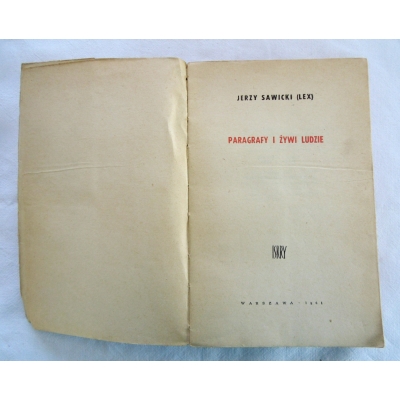 JERZY SAWICKI (LEX)
PARAGRAFY I ŻYWI LUDZIE
ISKRY
WARSZAWA